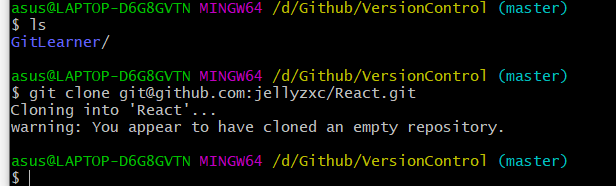 asus@LAPTOP-D6G8GVTN MINGW64 /d/Github/VersionControl (master)
$ ls
GitLearner/
asus@LAPTOP-D6G8GVTN MINGW64 /d/Github/VersionControl (master)
$ git clone git@github.com:jellyzxc/React.git
Cloning into 'React'...
warning: You appear to have cloned an empty repository.
asus@LAPTOP-D6G8GVTN MINGW64 /d/Github/VersionControl (master)
$